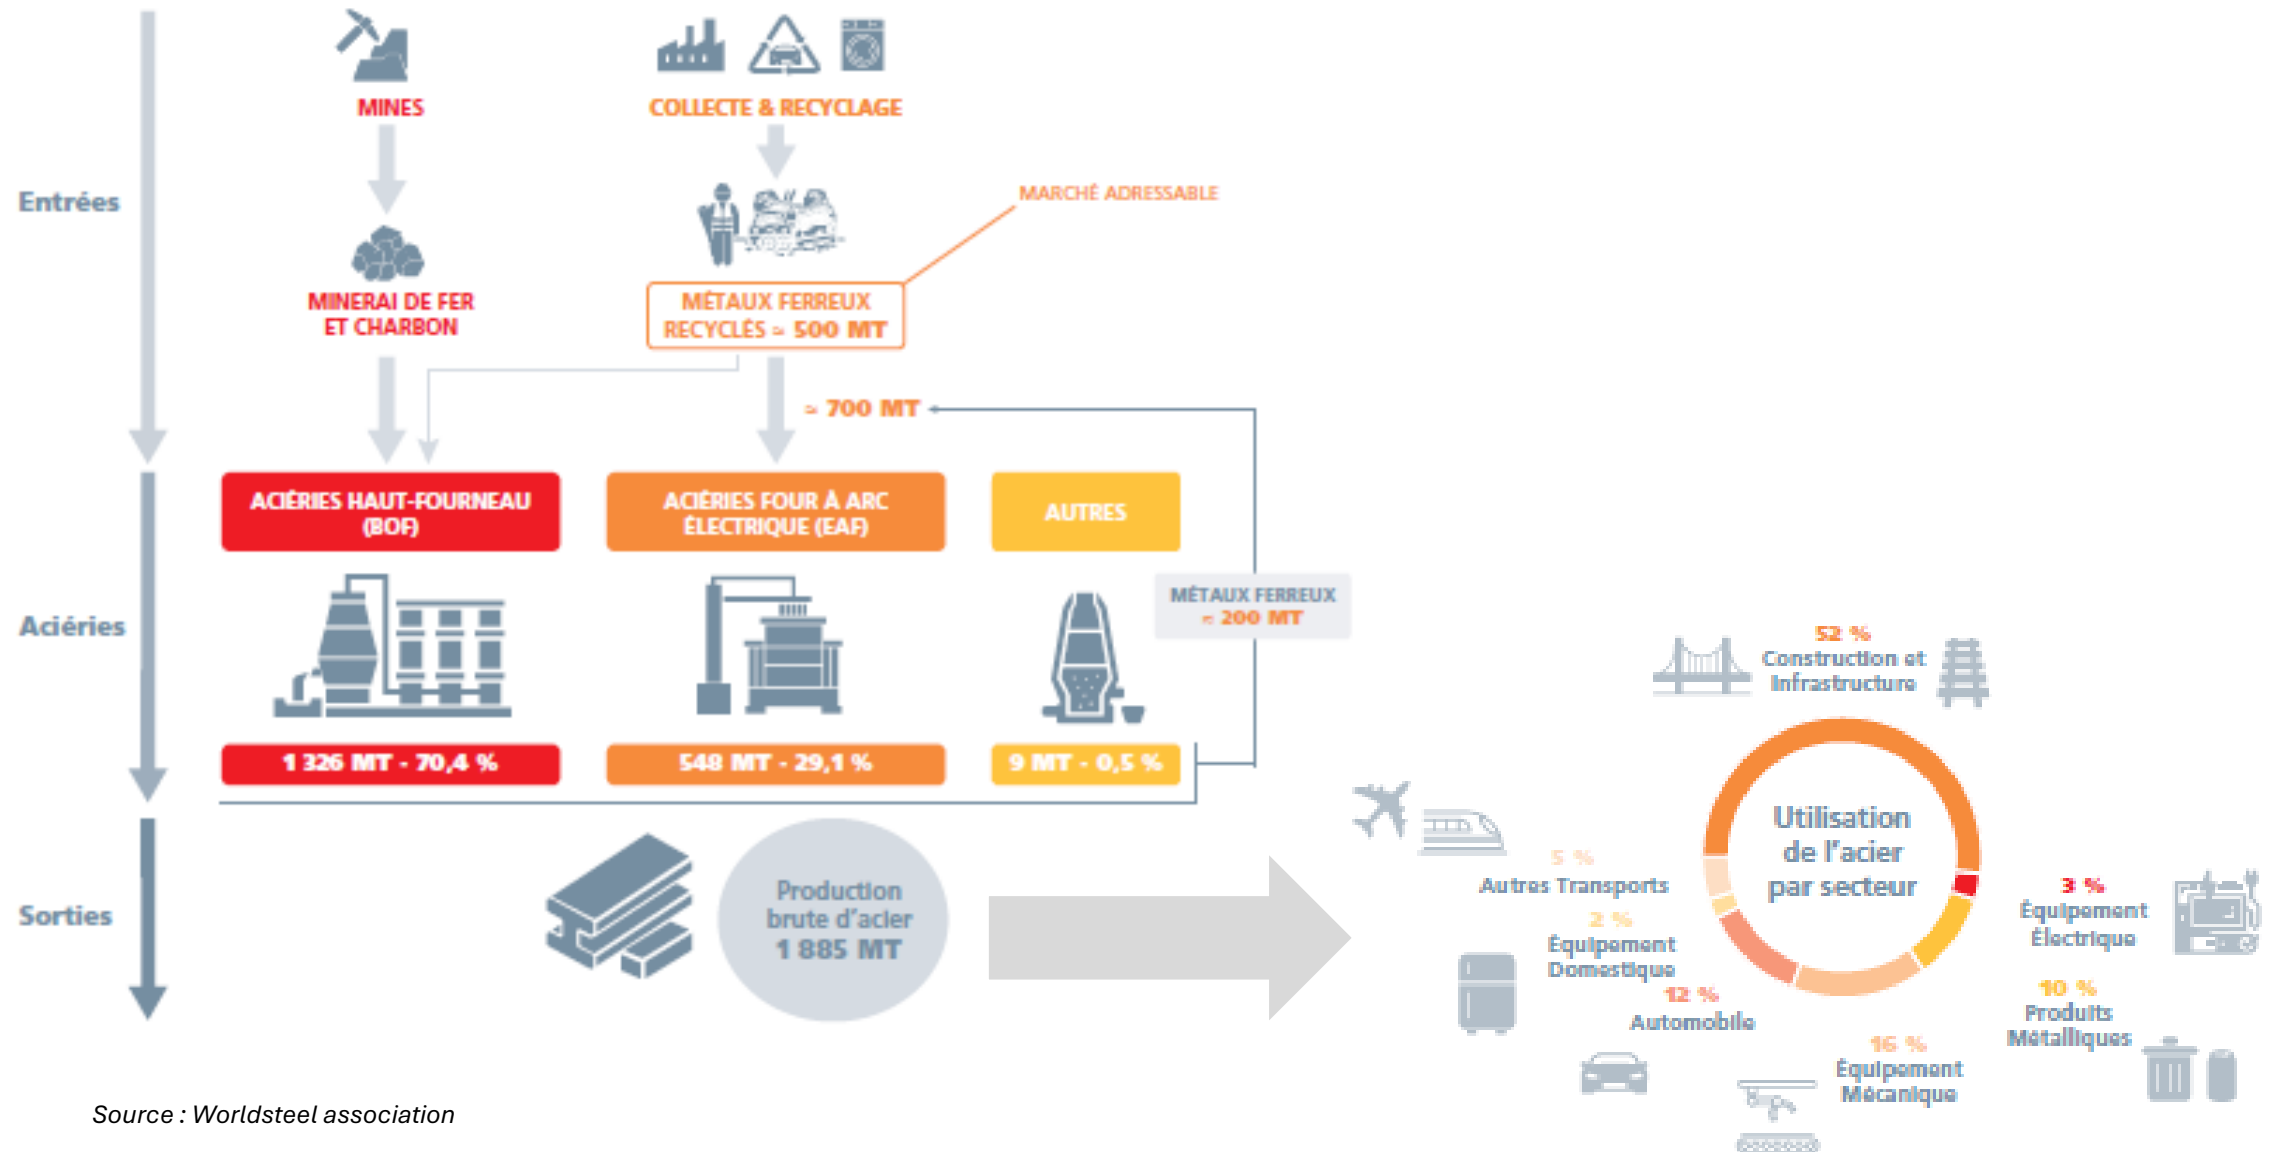 MINES
COLLECTE & RECYCLAGE
Entrées
MARCHÉ ADRESSABLE
MINERAI DE FER
ET CHARBON
MÉTAUX FERREUX
RECYCLÉS ≃ 500 MT
≃ 700 MT
ACIÉRIES HAUT-FOURNEAU
(BOF)
ACIÉRIES FOUR À ARC
ÉLECTRIQUE (EAF)
AUTRES
Aciéries
MÉTAUX FERREUX
≃ 200 MT
1 326 MT - 70,4 %
548 MT - 29,1 %
9 MT - 0,5 %
Sorties
Production
brute d'acier
1 885 MT
52 %
Construction et
Infrastructure
Utilisation
de l'acier
par secteur
5 %
Autres Transports
2 %
Équipement
Domestique
12 %
Automobile
16 %
Équipement
Mécanique
10 %
Produits
Métalliques
3 %
Équipement
Électrique
Source : Worldsteel association